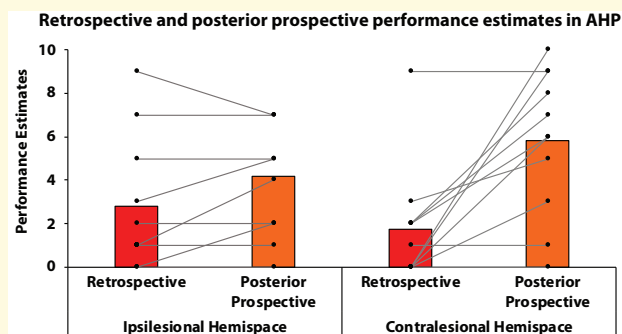 Retrospective and posterior prospective performance estimates in AHP
Performance Estimates
10
8
6
4
2
0
Retrospective
Posterior
Prospective
Retrospective
Posterior
Prospective
Ipsilesional Hemispace
Contralesional Hemispace